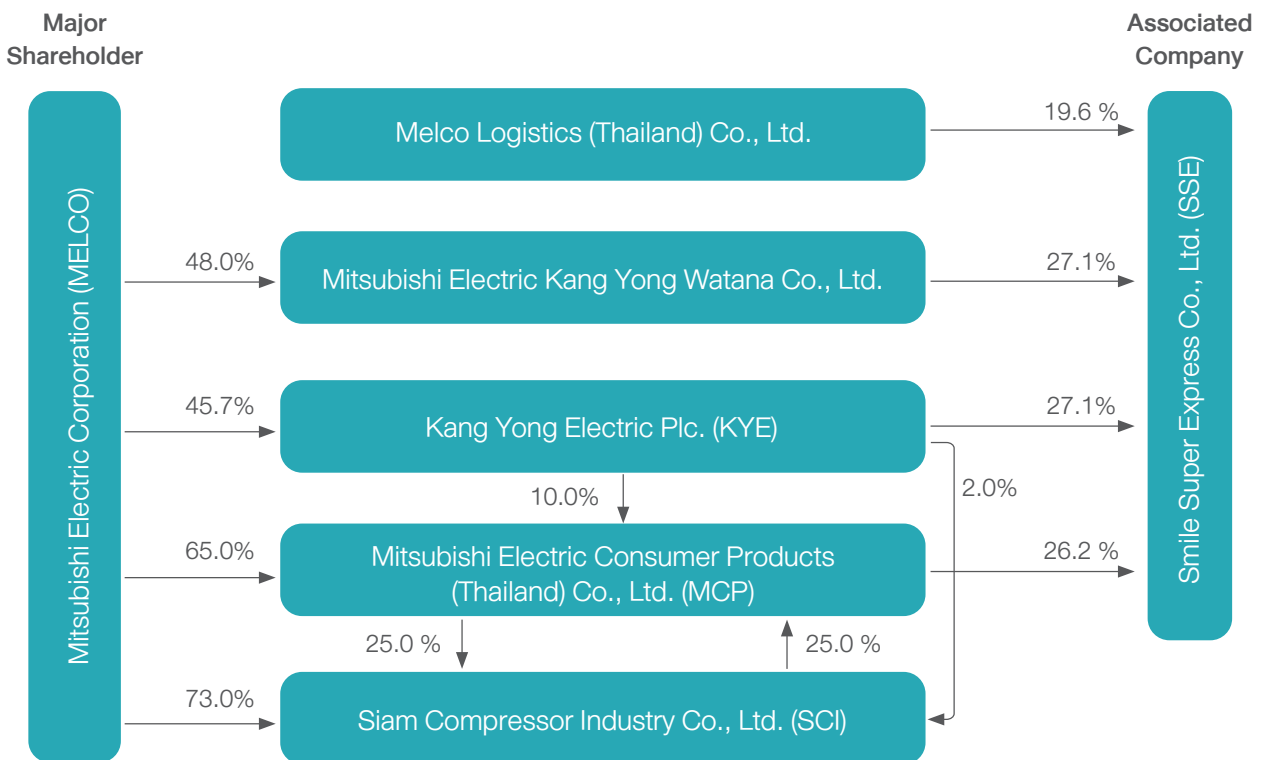 Major
Shareholder
Associated
Company
Mitsubishi Electric Corporation (MELCO)
Melco Logistics (Thailand) Co., Ltd.
19.6 %
48.0%
Mitsubishi Electric Kang Yong Watana Co., Ltd.
27.1%
45.7%
Kang Yong Electric Plc. (KYE)
27.1%
10.0%
2.0%
65.0%
Mitsubishi Electric Consumer Products
(Thailand) Co., Ltd. (MCP)
26.2 %
25.0 %
25.0 %
73.0%
Siam Compressor Industry Co., Ltd. (SCI)
Smile Super Express Co., Ltd. (SSE)